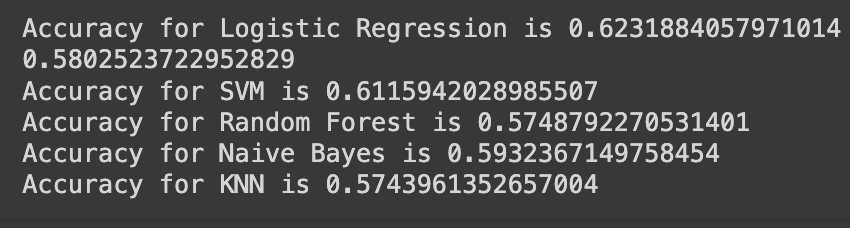 Accuracy for Logistic Regression is 0.6231884057971014
0.5802523722952829
Accuracy for SVM is 0.6115942028985507
Accuracy for Random Forest is 0.5748792270531401
Accuracy for Naive Bayes is 0.5932367149758454
Accuracy for KNN is 0.5743961352657004